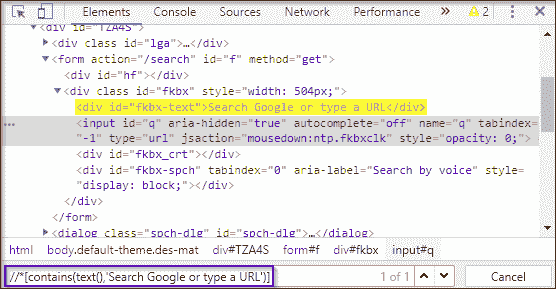 Elements Console Network Performance » 2
<div id="TZA4S">
<div class="lga">…</div>
<form action="/search" id="f" method="get">
<div id="hf"></div>
<div class id="fkbx" style="width: 504px;">
<div id="fkbx-text">Search Google or type a URL</div>
<input id="q" aria-hidden="true" autocomplete="off" name="q" tabindex=
"-1" type="url" jsaction="mousedown:ntp.fkbxclk" style="opacity: 0;">
<div id="fkbx_crt"></div>
<div id="fkbx-spch" tabindex="0" aria-label="Search by voice" style=
"display: block;"></div>
</div>
</form>
<dialog class="spch-dlg" id="spch-dlg">…</dialog>
html body.default-theme.des-mat div#TZA4S form#f div#fkbx input#q
//*[contains(text(),'Search Google or type a URL')] 1 of 1 Cancel